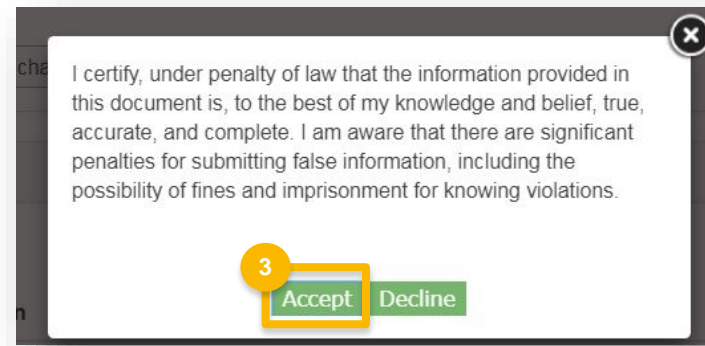 cha
I certify, under penalty of law that the information provided in
this document is, to the best of my knowledge and belief, true,
accurate, and complete. I am aware that there are significant
penalties for submitting false information, including the
possibility of fines and imprisonment for knowing violations.
3
Accept Decline
n